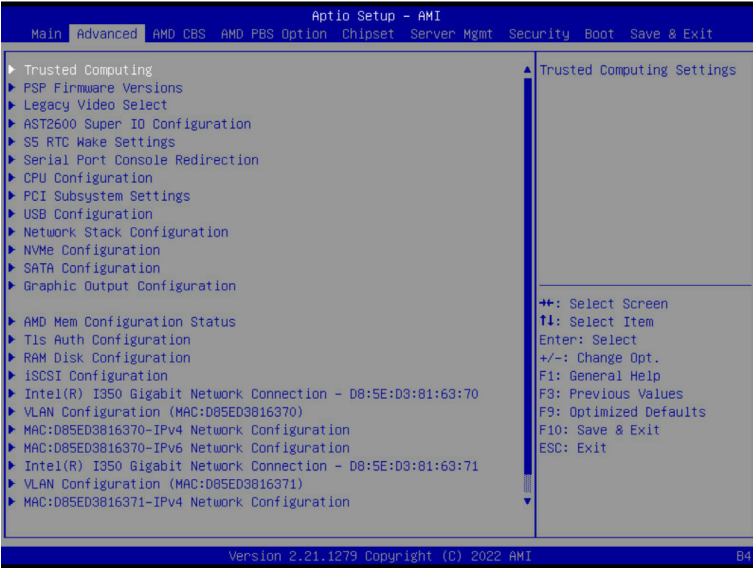 Aptio Setup – AMI
Main Advanced AMD CBS AMD PBS Option Chipset Server Mgmt Security Boot Save & Exit
Trusted Computing
PSP Firmware Versions
Legacy Video Select
AST2600 Super IO Configuration
S5 RTC Wake Settings
Serial Port Console Redirection
CPU Configuration
PCI Subsystem Settings
USB Configuration
Network Stack Configuration
NVMe Configuration
SATA Configuration
Graphic Output Configuration
AMD Mem Configuration Status
Tls Auth Configuration
RAM Disk Configuration
iSCSI Configuration
Intel(R) I350 Gigabit Network Connection – D8:5E:D3:81:63:70
VLAN Configuration (MAC:D85ED3816370)
MAC:D85ED3816370-IPv4 Network Configuration
MAC:D85ED3816370-IPv6 Network Configuration
Intel(R) I350 Gigabit Network Connection – D8:5E:D3:81:63:71
VLAN Configuration (MAC:D85ED3816371)
MAC:D85ED3816371-IPv4 Network Configuration
Trusted Computing Settings
→←: Select Screen
↑↓: Select Item
Enter: Select
+/-: Change Opt.
F1: General Help
F3: Previous Values
F9: Optimized Defaults
F10: Save & Exit
ESC: Exit
Version 2.21.1279 Copyright (C) 2022 AMI
B4